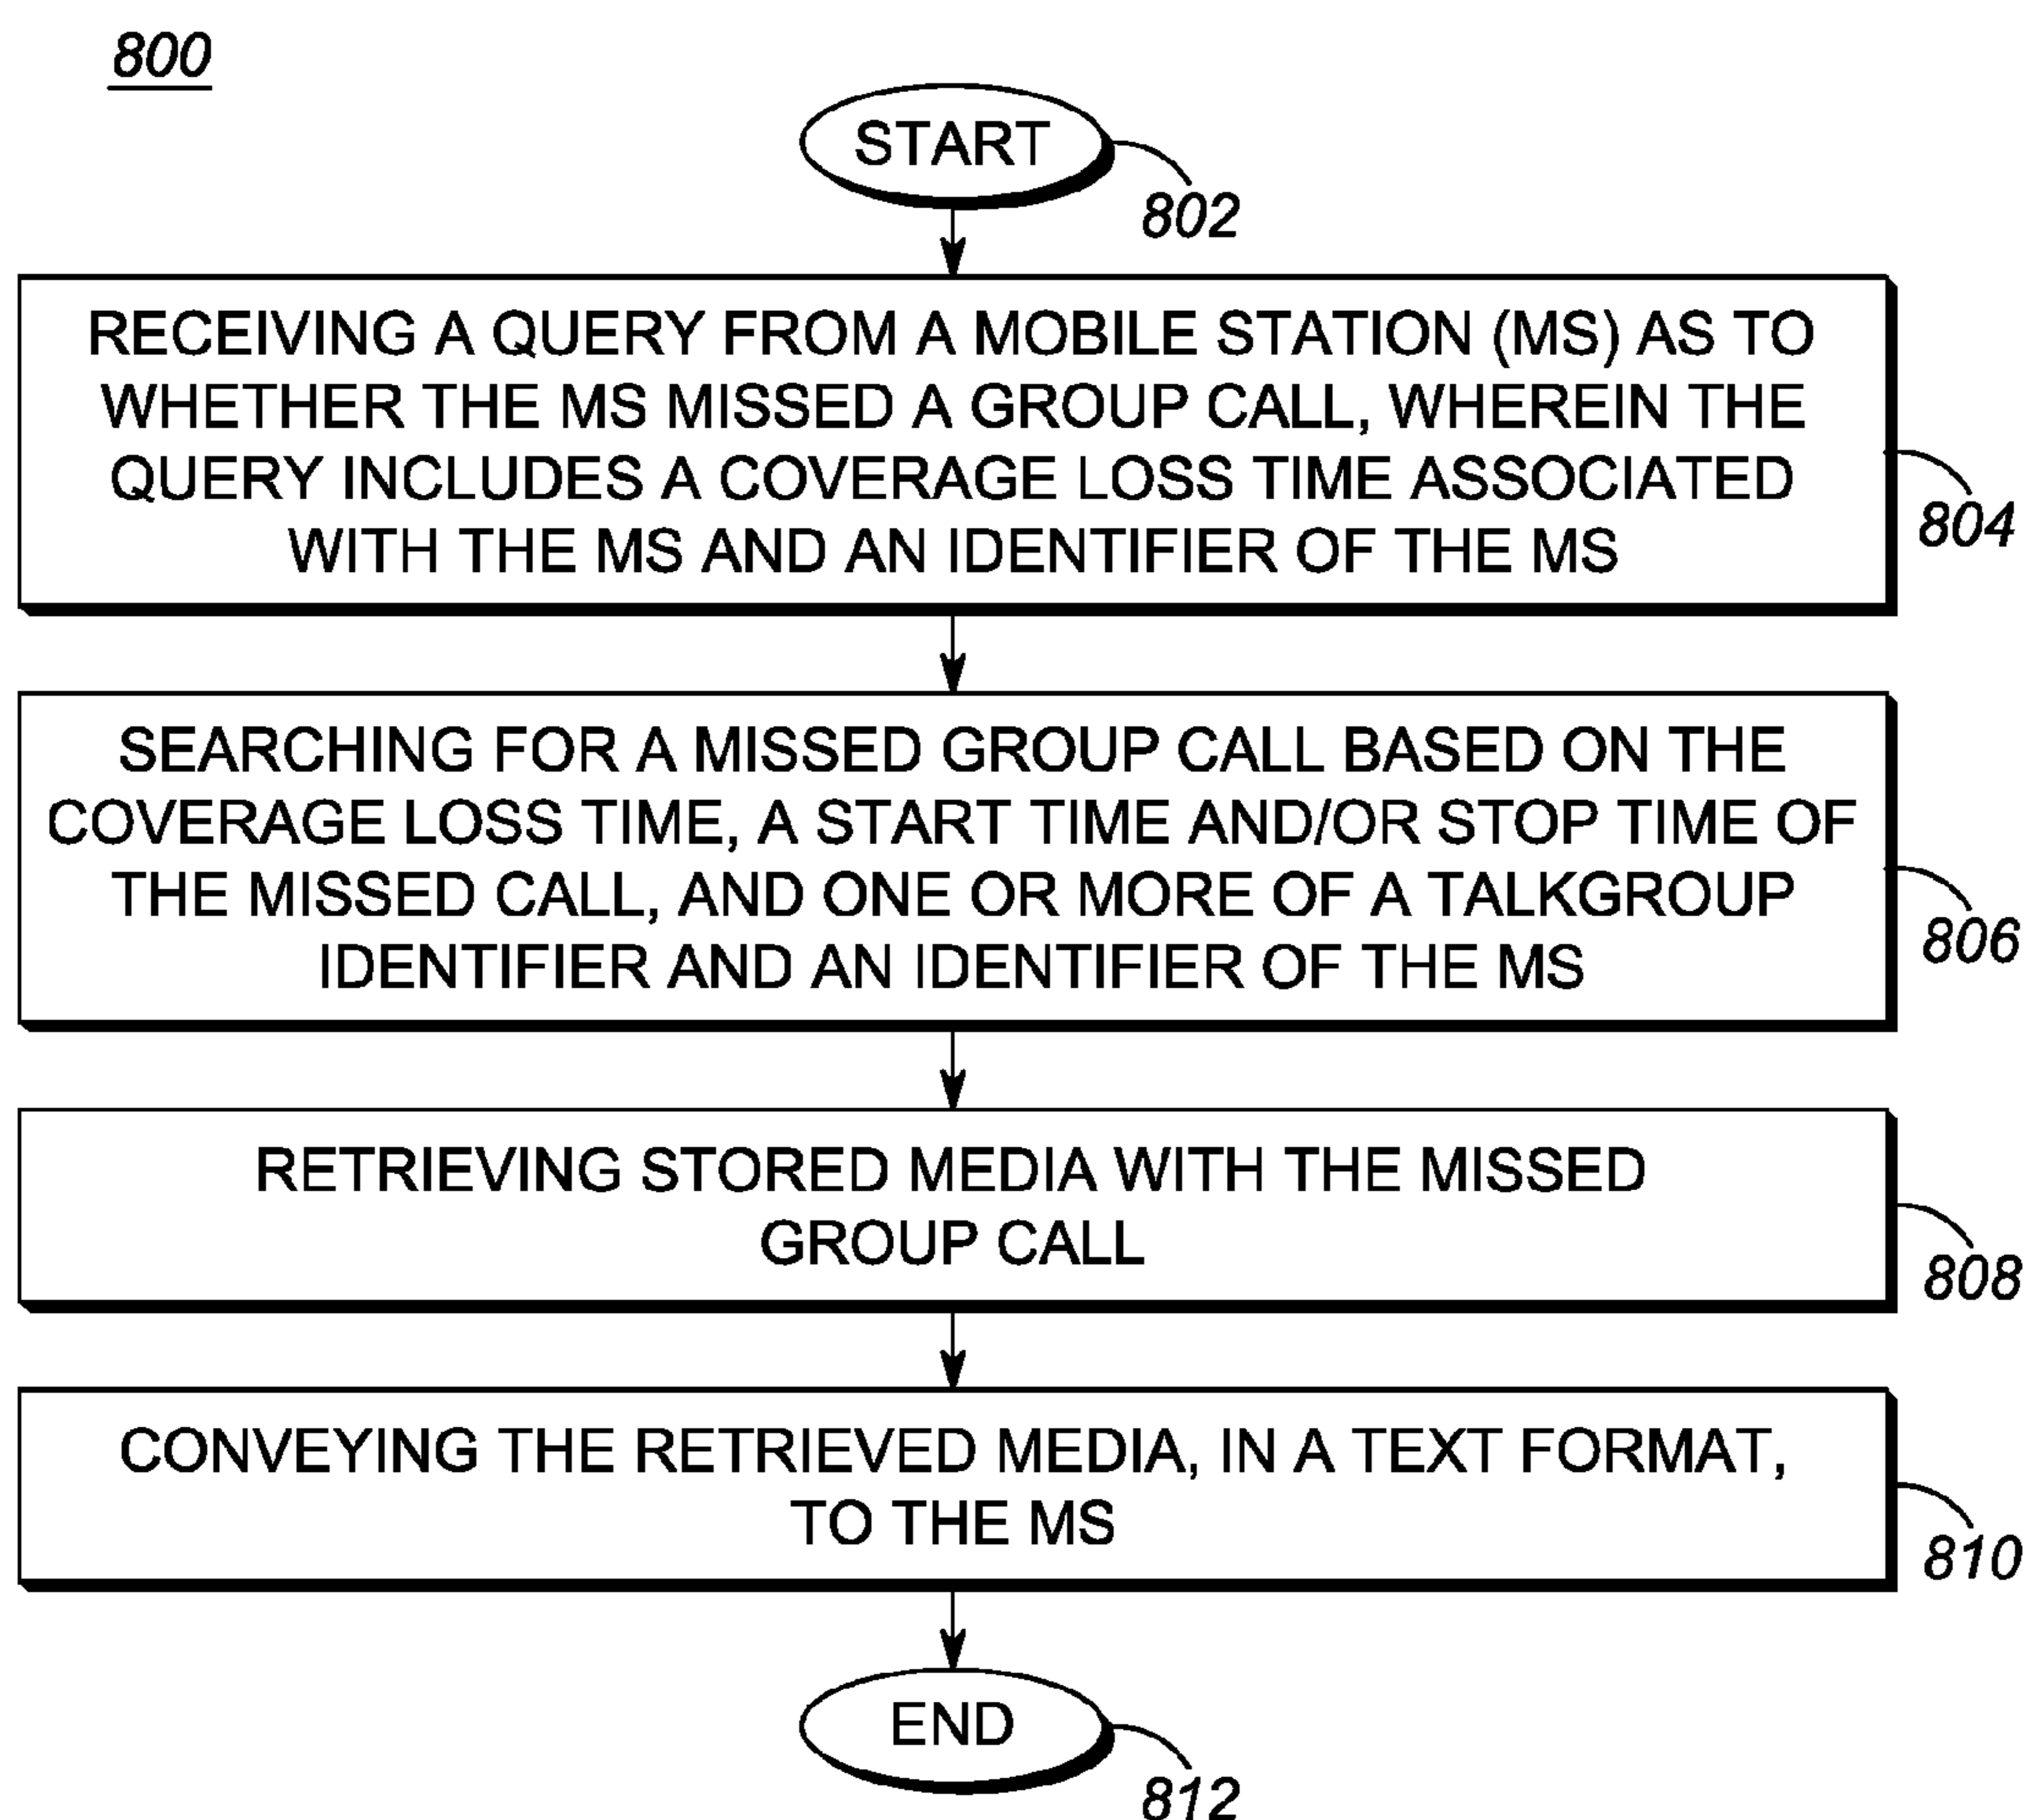 800
START
802
RECEIVING A QUERY FROM A MOBILE STATION (MS) AS TO
WHETHER THE MS MISSED A GROUP CALL, WHEREIN THE
QUERY INCLUDES A COVERAGE LOSS TIME ASSOCIATED
WITH THE MS AND AN IDENTIFIER OF THE MS
804
SEARCHING FOR A MISSED GROUP CALL BASED ON THE
COVERAGE LOSS TIME, A START TIME AND/OR STOP TIME OF
THE MISSED CALL, AND ONE OR MORE OF A TALKGROUP
IDENTIFIER AND AN IDENTIFIER OF THE MS
806
RETRIEVING STORED MEDIA WITH THE MISSED
GROUP CALL
808
CONVEYING THE RETRIEVED MEDIA, IN A TEXT FORMAT,
TO THE MS
810
END
812